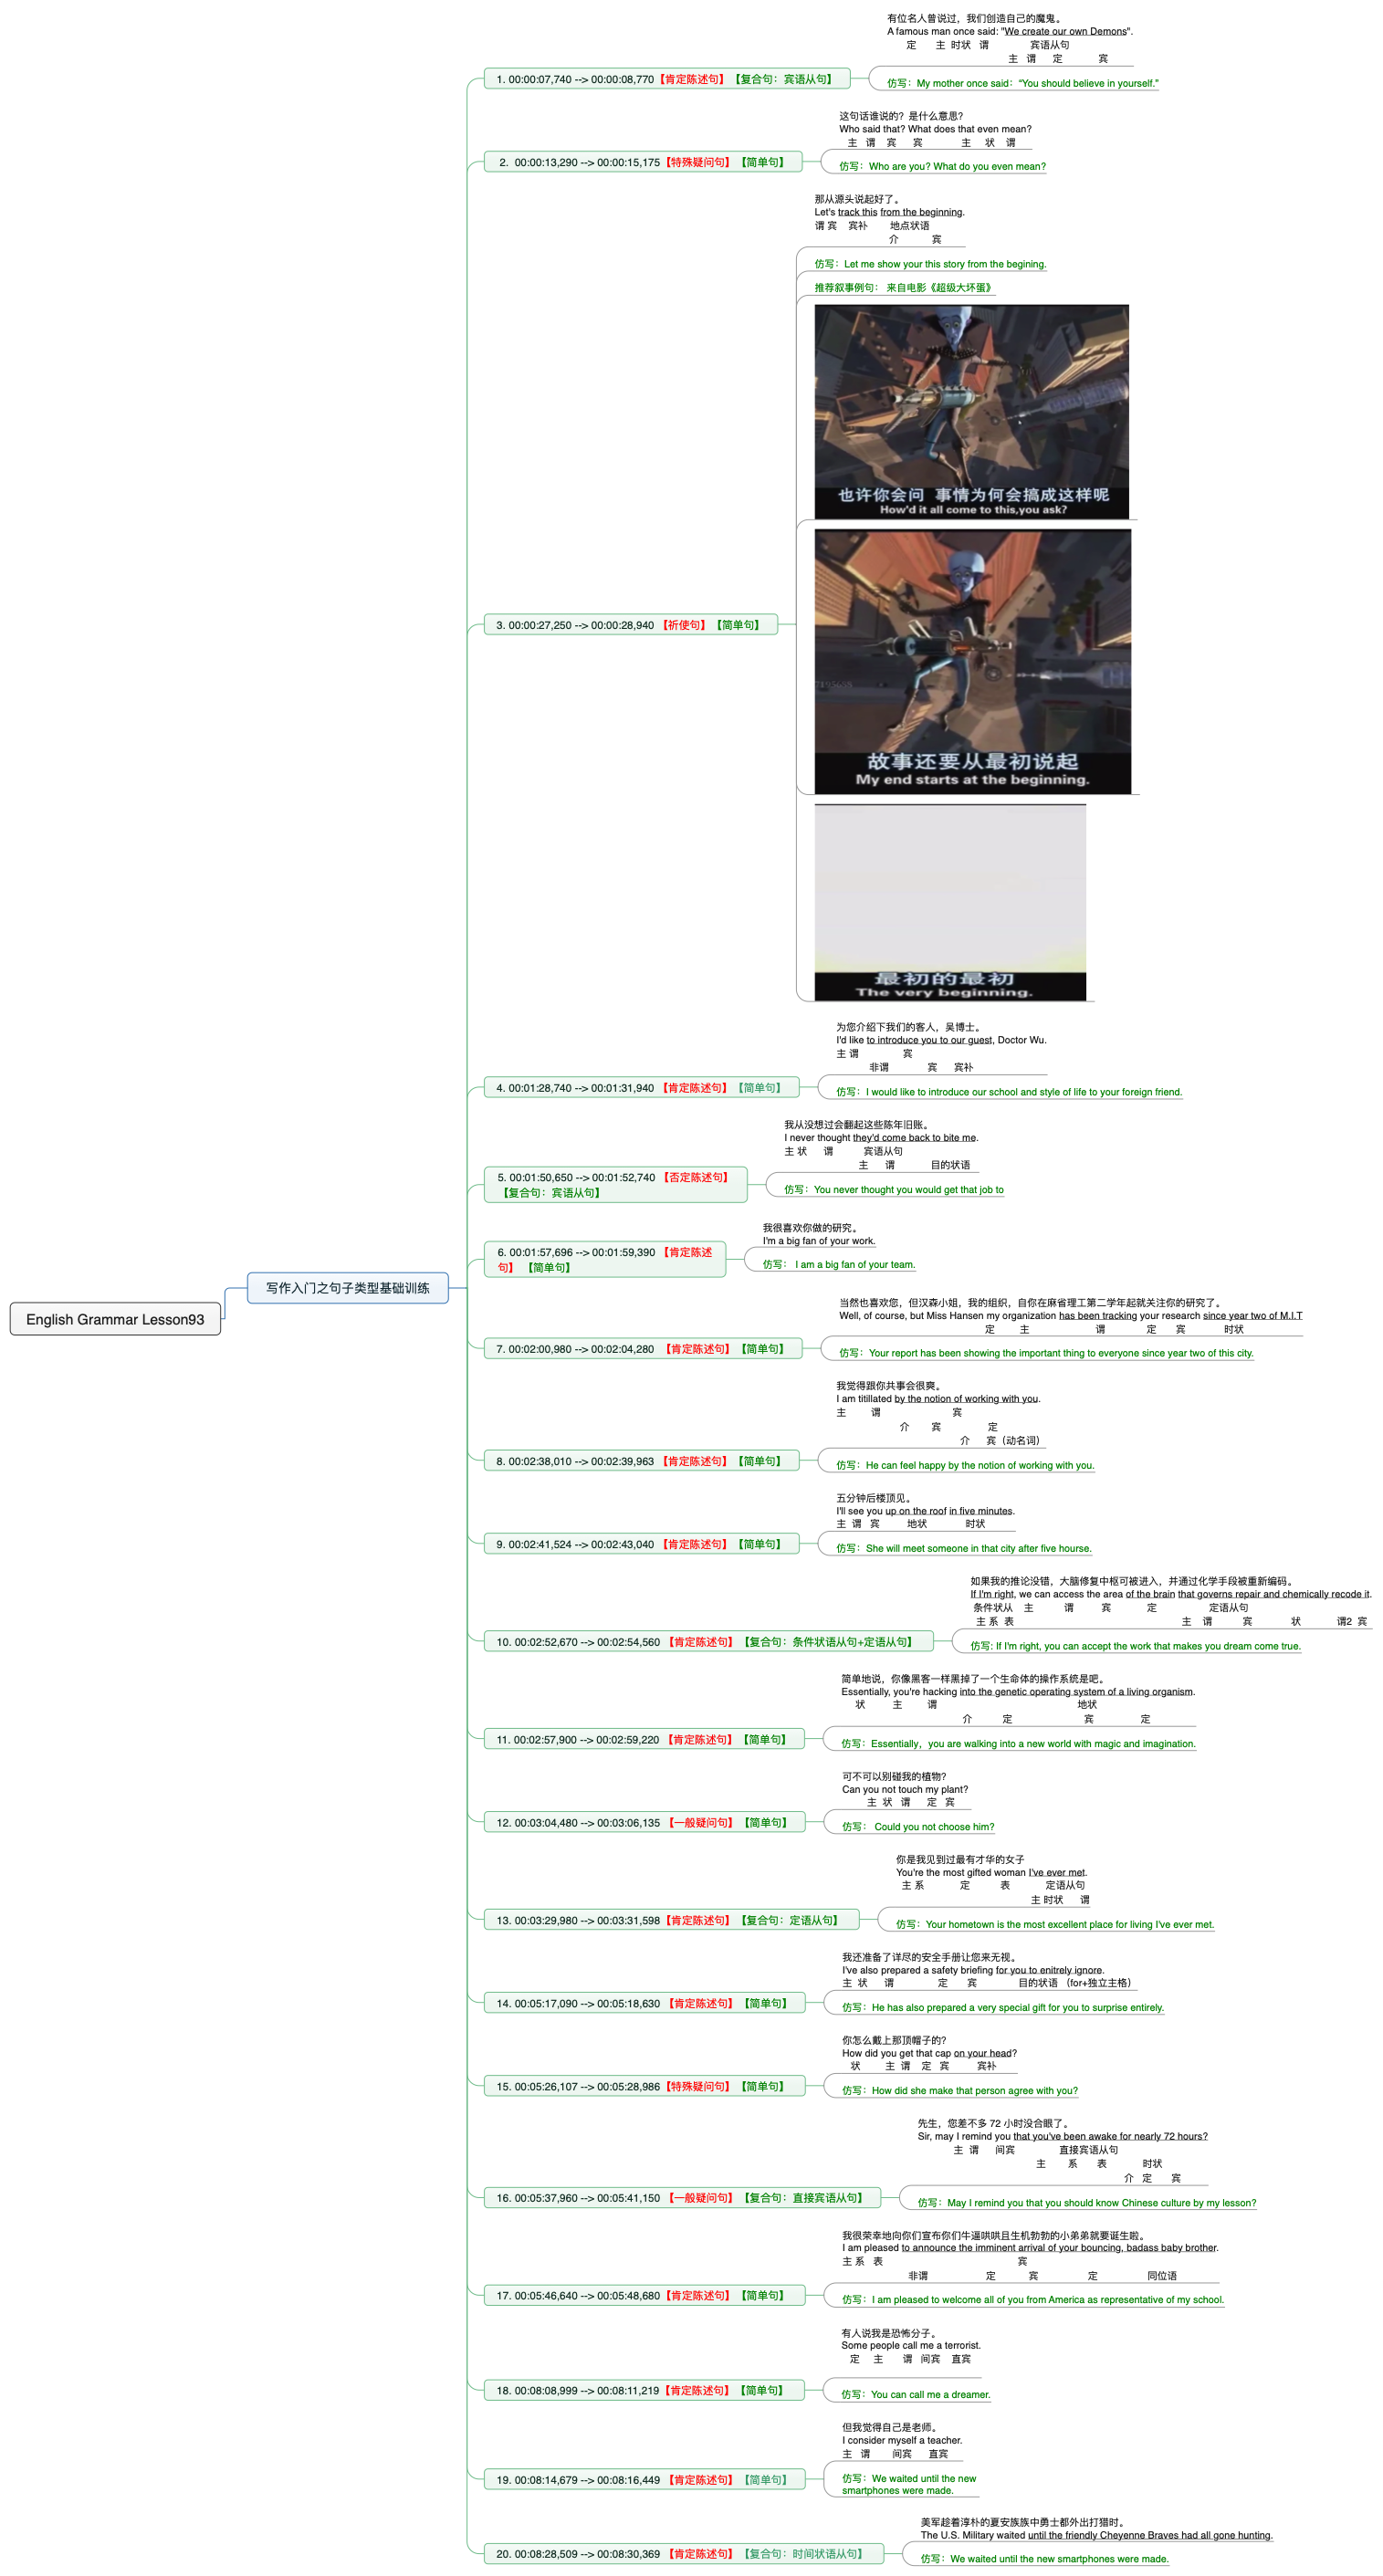 English Grammar Lesson93
写作入门之句子类型基础训练
1. 00:00:07,740 --> 00:00:08,770【肯定陈述句】【复合句：宾语从句】
有位名人曾说过，我们创造自己的魔鬼。
A famous man once said: "We create our own Demons".
定 主 时状 谓 宾语从句
主 谓 定 宾
仿写：My mother once said：“You should believe in yourself."
2. 00:00:13,290 --> 00:00:15,175【特殊疑问句】【简单句】
这句话谁说的？是什么意思？
Who said that? What does that even mean?
主 谓 宾 宾 主 状 谓
仿写：Who are you? What do you even mean?
3. 00:00:27,250 --> 00:00:28,940 【祈使句】【简单句】
那从源头说起好了。
Let's track this from the beginning.
谓 宾 宾补 地点状语
介 宾
仿写：Let me show your this story from the begining.
推荐叙事例句： 来自电影《超级大坏蛋》
也许你会问 事情为何会搞成这样呢
How'd it all come to this,you ask?
故事还要从最初说起
My end starts at the beginning.
最初的最初
The very beginning.
4. 00:01:28,740 --> 00:01:31,940 【肯定陈述句】【简单句】
为您介绍下我们的客人，吴博士。
I'd like to introduce you to our guest, Doctor Wu.
主 谓 宾
非谓 宾 宾补
仿写：I would like to introduce our school and style of life to your foreign friend.
5. 00:01:50,650 --> 00:01:52,740 【否定陈述句】
【复合句：宾语从句】
我从没想过会翻起这些陈年旧账。
I never thought they'd come back to bite me.
主 状 谓 宾语从句
主 谓 目的状语
仿写：You never thought you would get that job to
6. 00:01:57,696 --> 00:01:59,390 【肯定陈述
句】 【简单句】
我很喜欢你做的研究。
I'm a big fan of your work.
仿写： I am a big fan of your team.
7. 00:02:00,980 --> 00:02:04,280 【肯定陈述句】【简单句】
当然也喜欢您，但汉森小姐，我的组织，自你在麻省理工第二学年起就关注你的研究了。
Well, of course, but Miss Hansen my organization has been tracking your research since year two of M.I.T
定 主 谓 定 宾 时状
仿写：Your report has been showing the important thing to everyone since year two of this city.
8. 00:02:38,010 --> 00:02:39,963 【肯定陈述句】【简单句】
我觉得跟你共事会很爽。
I am titillated by the notion of working with you.
主 谓 宾
介 宾 定
介 宾（动名词）
仿写：He can feel happy by the notion of working with you.
9. 00:02:41,524 --> 00:02:43,040 【肯定陈述句】【简单句】
五分钟后楼顶见。
I'll see you up on the roof in five minutes.
主 谓 宾 地状 时状
仿写：She will meet someone in that city after five hourse.
10. 00:02:52,670 --> 00:02:54,560 【肯定陈述句】【复合句：条件状语从句+定语从句】
如果我的推论没错，大脑修复中枢可被进入，并通过化学手段被重新编码。
If I'm right, we can access the area of the brain that governs repair and chemically recode it.
条件状从 主 谓 宾 定 定语从句
主 系 表 主 谓 宾 状 谓2 宾
仿写: If I'm right, you can accept the work that makes you dream come true.
11. 00:02:57,900 --> 00:02:59,220 【肯定陈述句】【简单句】
简单地说，你像黑客一样黑掉了一个生命体的操作系统是吧。
Essentially, you're hacking into the genetic operating system of a living organism.
状 主 谓 地状
介 定 宾 定
仿写：Essentially，you are walking into a new world with magic and imagination.
12. 00:03:04,480 --> 00:03:06,135 【一般疑问句】【简单句】
可不可以别碰我的植物？
Can you not touch my plant?
主 状 谓 定 宾
仿写： Could you not choose him?
13. 00:03:29,980 --> 00:03:31,598【肯定陈述句】【复合句：定语从句】
你是我见到过最有才华的女子
You're the most gifted woman I've ever met.
主 系 定 表 定语从句
主 时状 谓
仿写：Your hometown is the most excellent place for living I've ever met.
14. 00:05:17,090 --> 00:05:18,630 【肯定陈述句】【简单句】
我还准备了详尽的安全手册让您来无视。
I've also prepared a safety briefing for you to enitrely ignore.
主 状 谓 定 宾 目的状语 （for+独立主格）
仿写：He has also prepared a very special gift for you to surprise entirely.
15. 00:05:26,107 --> 00:05:28,986【特殊疑问句】【简单句】
你怎么戴上那顶帽子的？
How did you get that cap on your head?
状 主 谓 定 宾 宾补
仿写：How did she make that person agree with you?
16. 00:05:37,960 --> 00:05:41,150 【一般疑问句】【复合句：直接宾语从句】
先生，您差不多 72 小时没合眼了。
Sir, may I remind you that you've been awake for nearly 72 hours?
主 谓 间宾 直接宾语从句
主 系 表 时状
介 定 宾
仿写：May I remind you that you should know Chinese culture by my lesson?
17. 00:05:46,640 --> 00:05:48,680【肯定陈述句】【简单句】
我很荣幸地向你们宣布你们牛逼哄哄且生机勃勃的小弟弟就要诞生啦。
I am pleased to announce the imminent arrival of your bouncing, badass baby brother.
主 系 表 宾
非谓 定 宾 定 同位语
仿写：I am pleased to welcome all of you from America as representative of my school.
18. 00:08:08,999 --> 00:08:11,219【肯定陈述句】【简单句】
有人说我是恐怖分子。
Some people call me a terrorist.
定 主 谓 间宾 直宾
仿写：You can call me a dreamer.
19. 00:08:14,679 --> 00:08:16,449 【肯定陈述句】【简单句】
但我觉得自己是老师。
I consider myself a teacher.
主 谓 间宾 直宾
仿写：We waited until the new
smartphones were made.
20. 00:08:28,509 --> 00:08:30,369 【肯定陈述句】【复合句：时间状语从句】
美军趁着淳朴的夏安族族中勇士都外出打猎时。
The U.S. Military waited until the friendly Cheyenne Braves had all gone hunting.
仿写：We waited until the new smartphones were made.